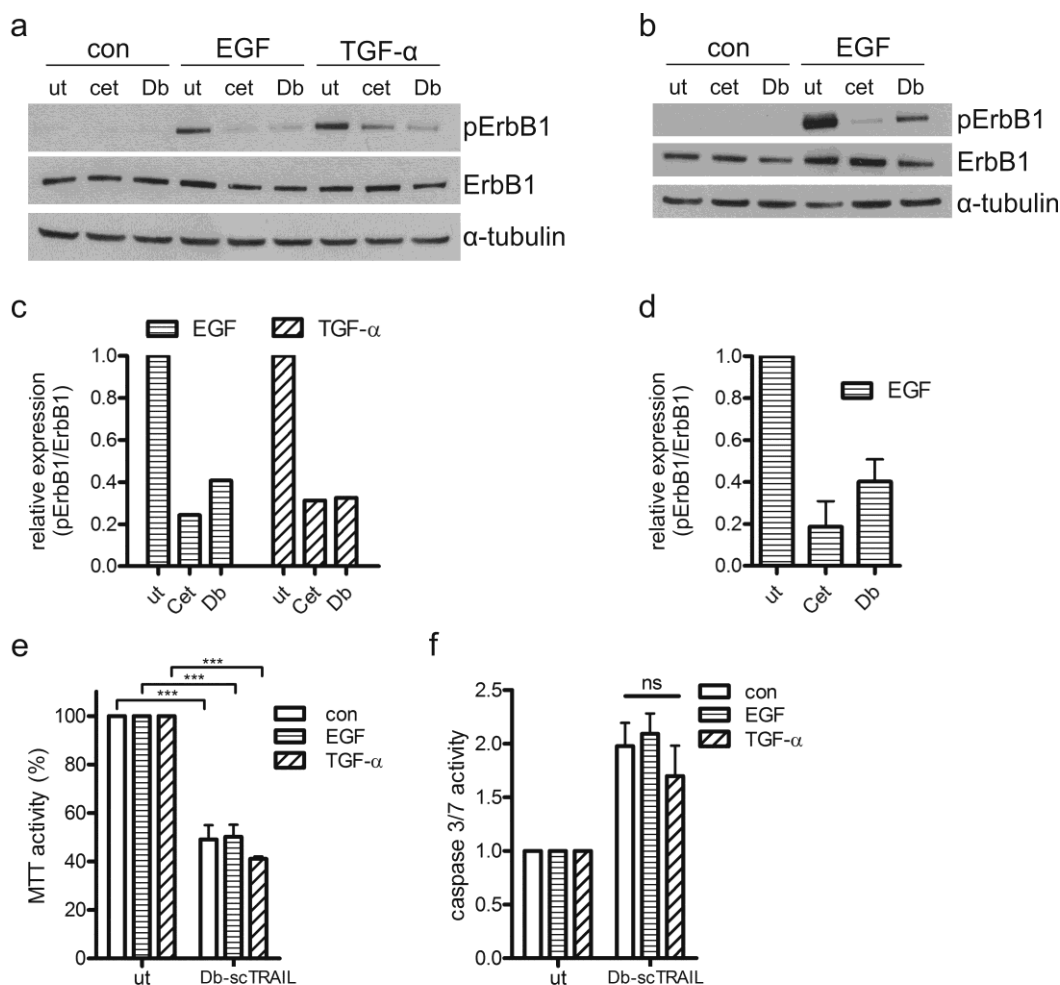 a
con EGF TGF-α
ut cet Db ut cet Db ut cet Db
pErbB1
ErbB1
α-tubulin
b
con EGF
ut cet Db ut cet Db
pErbB1
ErbB1
α-tubulin
c
EGF TGF-α
relative expression
(pErbB1/ErbB1)
1.0
0.8
0.6
0.4
0.2
0.0
ut Cet Db ut Cet Db
d
EGF
relative expression
(pErbB1/ErbB1)
1.0
0.8
0.6
0.4
0.2
0.0
ut Cet Db
e
***
***
***
con
EGF
TGF-α
MTT activity (%)
100
80
60
40
20
0
ut Db-scTRAIL
f
ns
con
EGF
TGF-α
caspase 3/7 activity
2.5
2.0
1.5
1.0
0.5
0.0
ut Db-scTRAIL